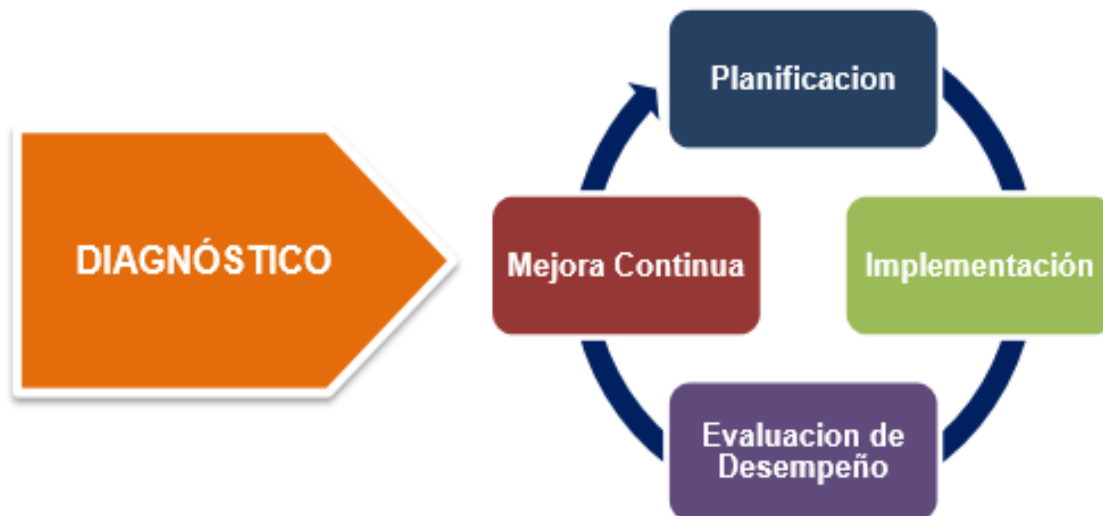 DIAGNÓSTICO
Planificacion
Implementación
Evaluacion de
Desempeño
Mejora Continua